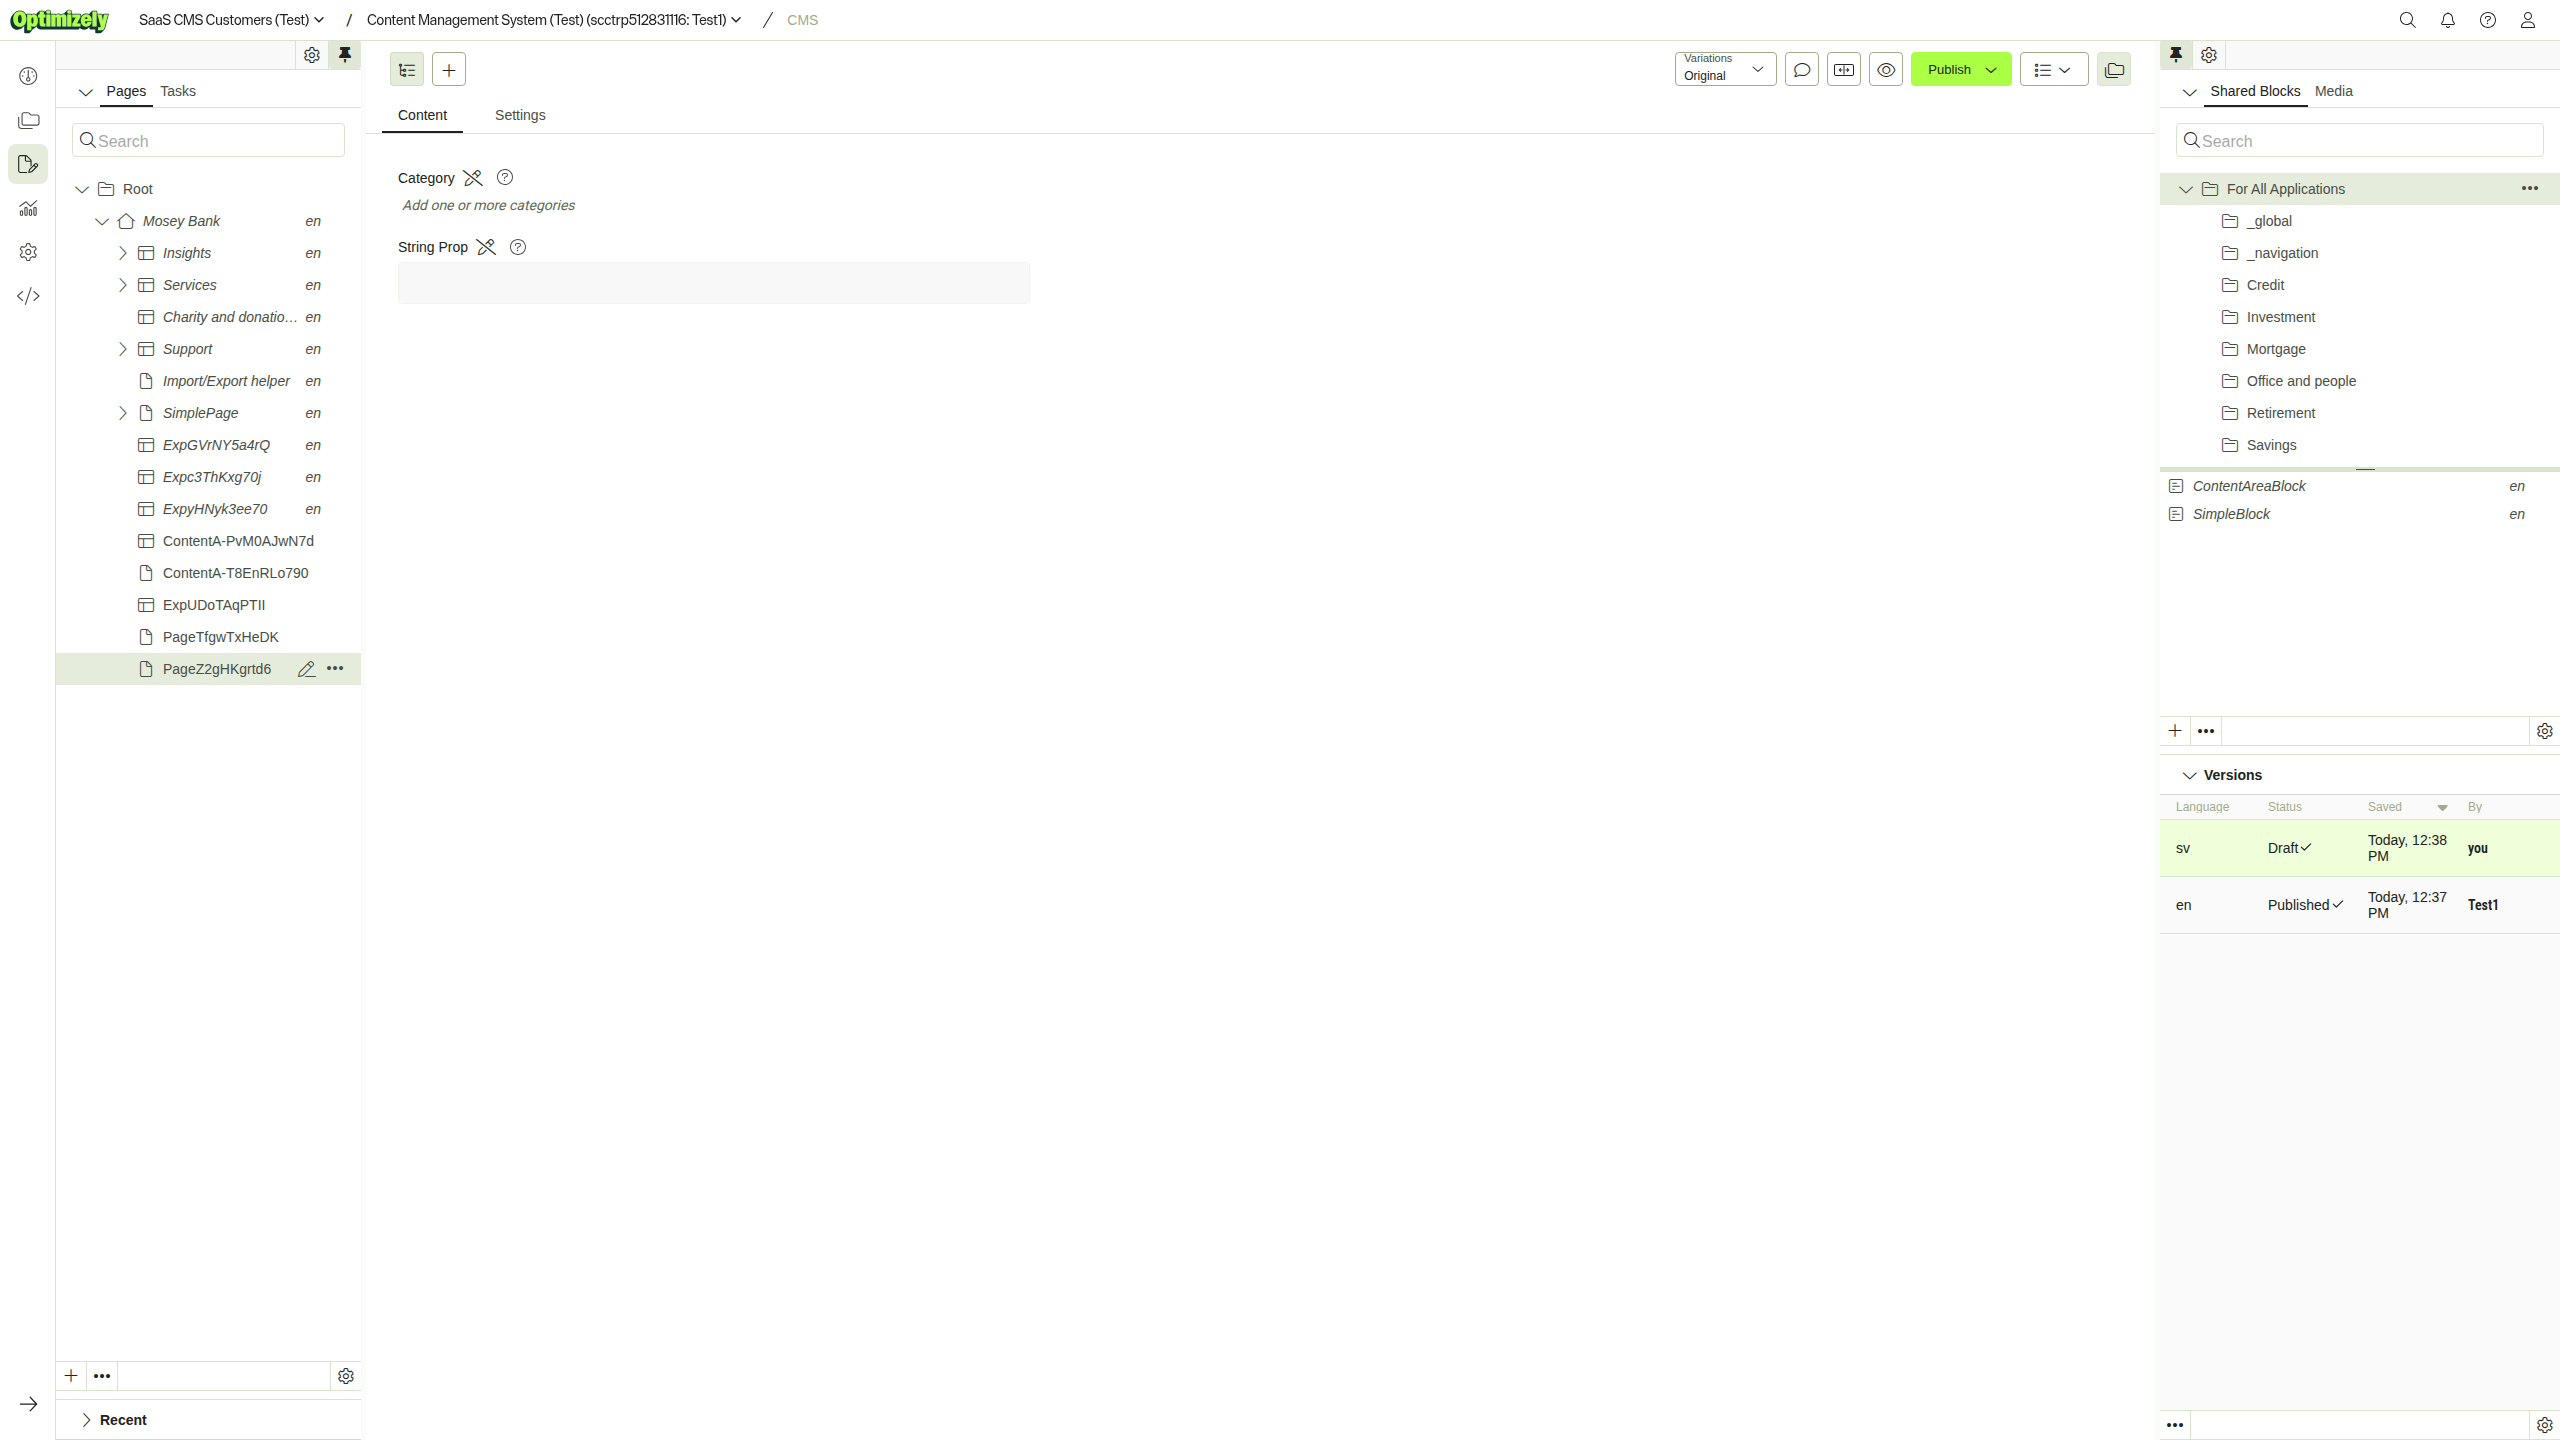 Optimizely SaaS CMS Customers (Test) / Content Management System (Test) (scctrp512831116: Test1) / CMS
Pages Tasks
Search
Root
Mosey Bank en
Insights en
Services en
Charity and donatio... en
Support en
Import/Export helper en
SimplePage en
ExpGVrNY5a4rQ en
Expc3ThKxg70j en
ExpyHNyk3ee70 en
ContentA-PvM0AJwN7d
ContentA-T8EnRLo790
ExpUDoTAqPTII
PageTfgwTxHeDK
PageZ2gHKgrtd6
Recent
Variations
Original
Publish
Content Settings
Category
Add one or more categories
String Prop
Shared Blocks Media
Search
For All Applications
_global
_navigation
Credit
Investment
Mortgage
Office and people
Retirement
Savings
ContentAreaBlock en
SimpleBlock en
Versions
Language Status Saved By
sv Draft Today, 12:38 PM you
en Published Today, 12:37 PM Test1